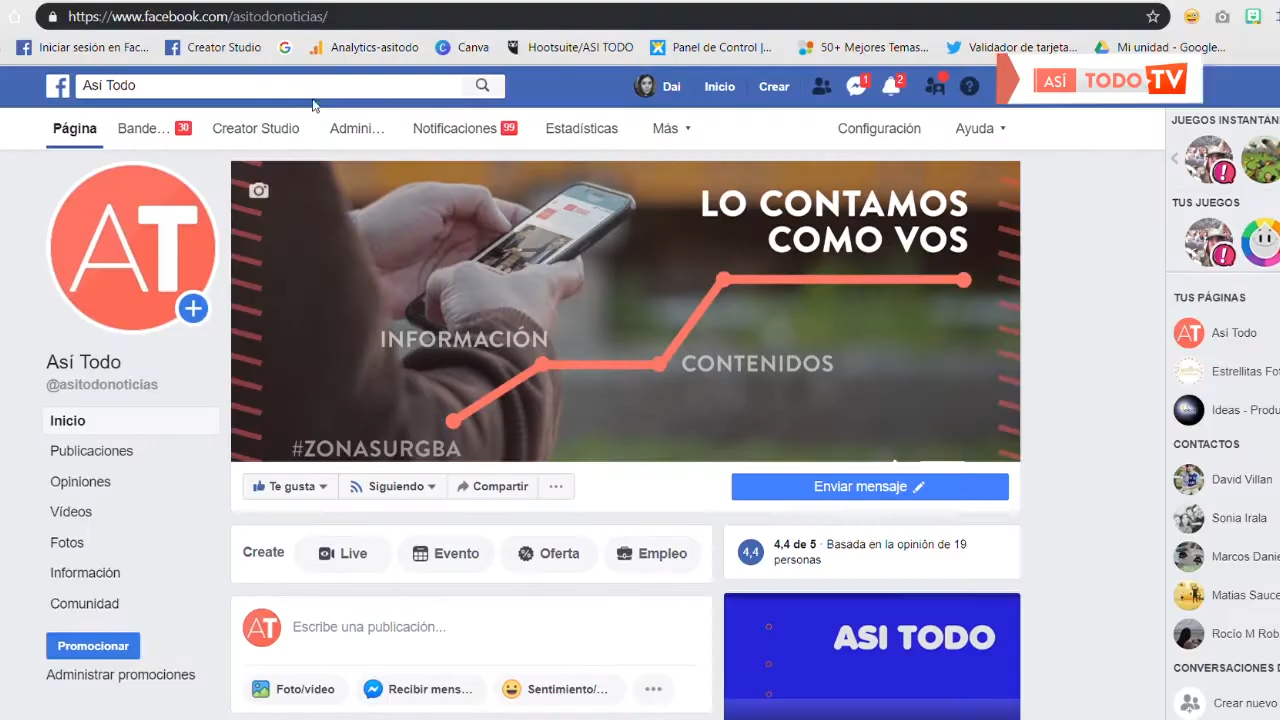 https://www.facebook.com/asitodonoticias/
Iniciar sesión en Fac...
Creator Studio
Analytics-asitodo
Canva
Hootsuite/ASI TODO
Panel de Control |...
50+ Mejores Temas...
Validador de tarjeta...
Mi unidad - Google...
Así Todo
Dai
Inicio
Crear
1
2
ASÍ TODO TV
Página
Bande... 30
Creator Studio
Admini...
Notificaciones 99
Estadísticas
Más
Configuración
Ayuda
JUEGOS INSTANTÁN
TUS JUEGOS
AT
LO CONTAMOS
COMO VOS
INFORMACIÓN
CONTENIDOS
#ZONASURGBA
Así Todo
@asitodonoticias
Inicio
Publicaciones
Opiniones
Vídeos
Fotos
Información
Comunidad
Promocionar
Administrar promociones
Te gusta
Siguiendo
Compartir
Enviar mensaje
Create
Live
Evento
Oferta
Empleo
4,4
4,4 de 5 · Basada en la opinión de 19
personas
AT
Escribe una publicación...
Foto/video
Recibir mens...
Sentimiento/...
ASI TODO
TUS PÁGINAS
AT Así Todo
Estrellitas Fot
Ideas - Produ
CONTACTOS
David Villan
Sonia Irala
Marcos Danie
Matias Sauce
Rocio M Rob
CONVERSACIONES D
Crear nuevo